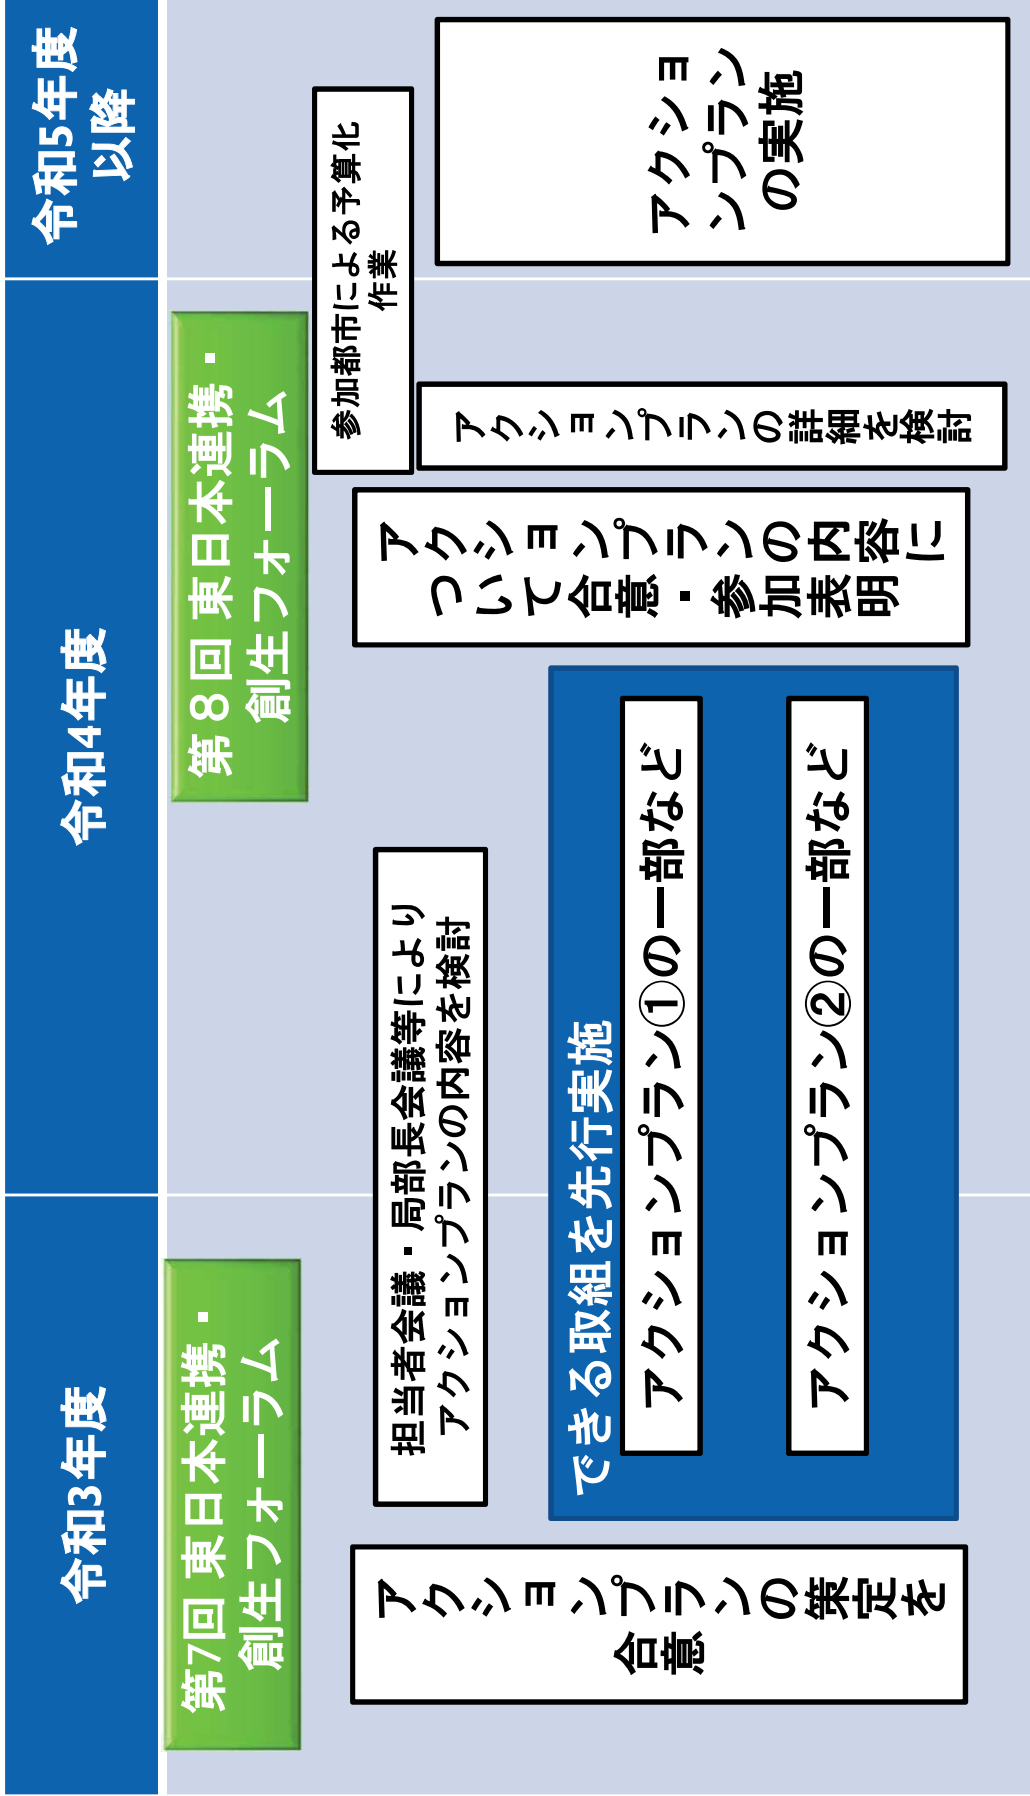 令和3年度
令和4年度
令和5年度
以降
第7回 東日本連携・
創生フォーラム
第８回 東日本連携・
創生フォーラム
アクションプランの策定を
合意
担当者会議・局部長会議等により
アクションプランの内容を検討
できる取組を先行実施
アクションプラン①の一部など
アクションプラン②の一部など
アクションプランの内容に
ついて合意・参加表明
アクションプランの詳細を検討
参加都市による予算化
作業
アクショ
ンプラン
の実施